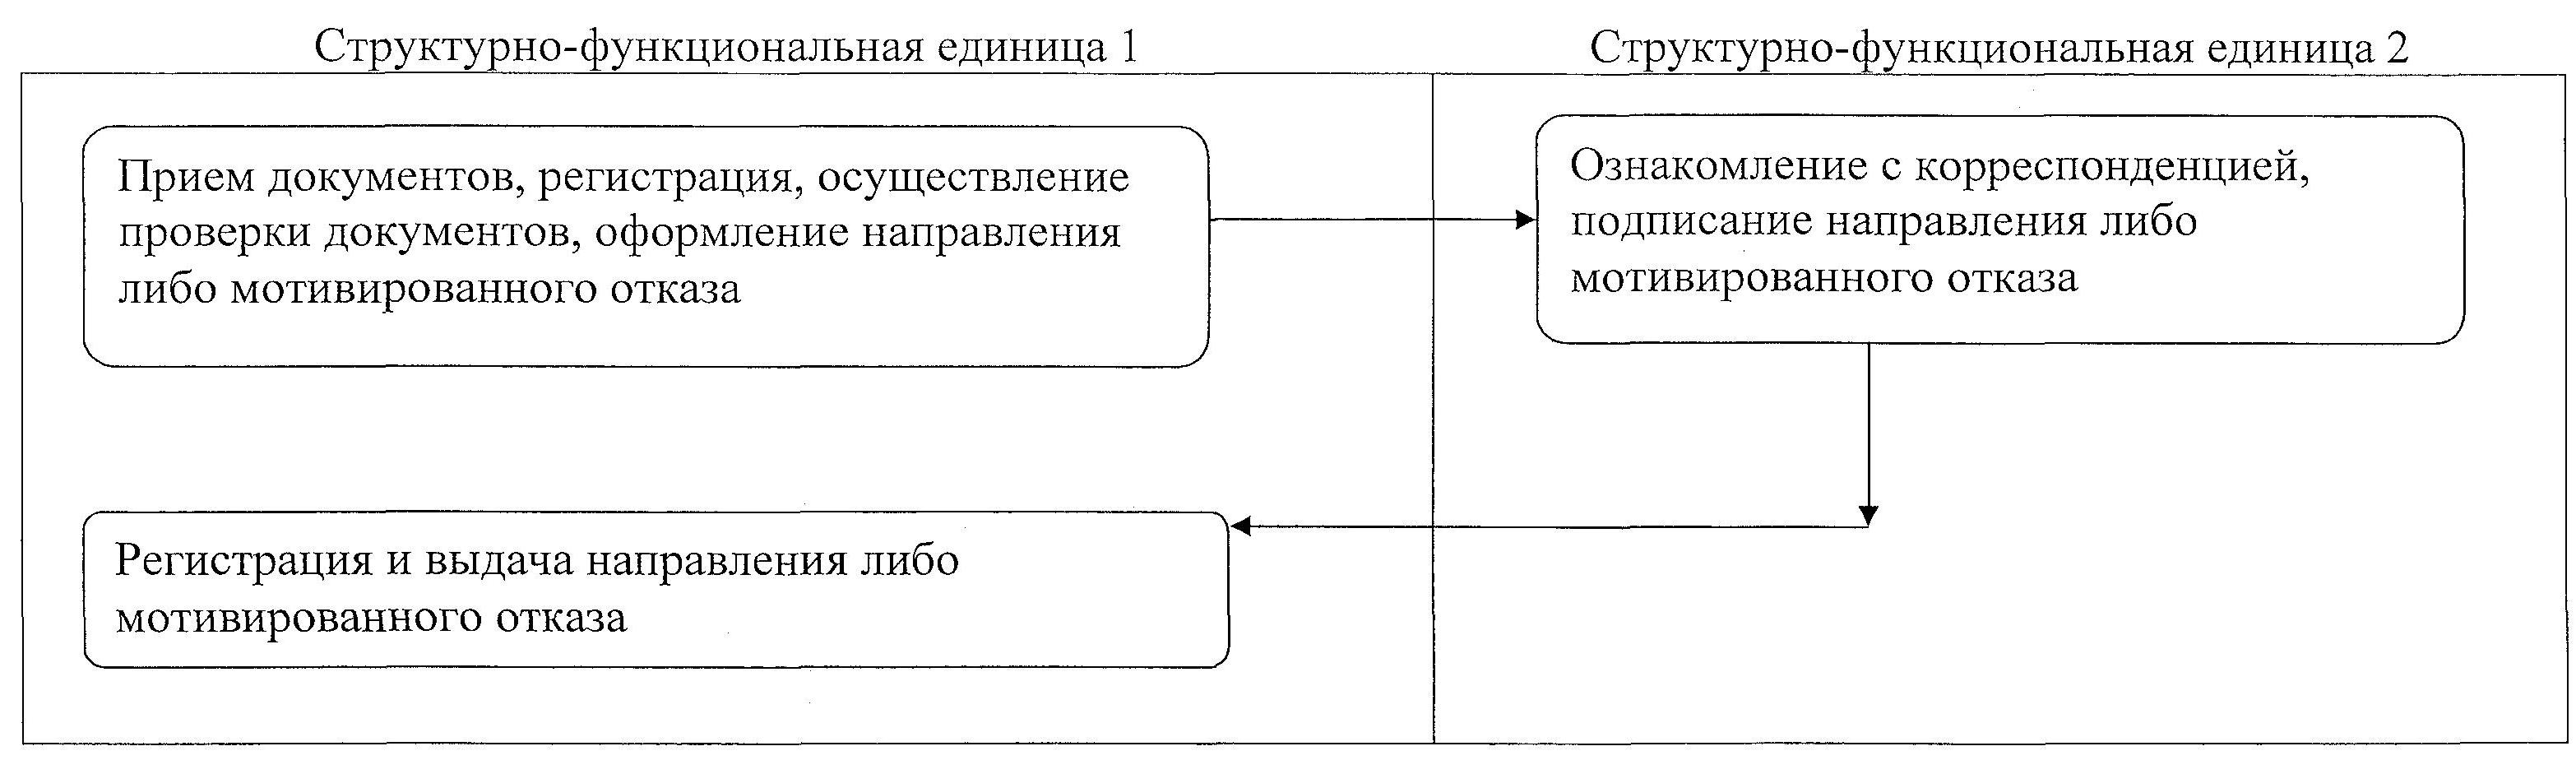 Структурно-функциональная единица 1
Структурно-функциональная единица 2
Прием документов, регистрация, осуществление
проверки документов, оформление направления
либо мотивированного отказа
Ознакомление с корреспонденцией,
подписание направления либо
мотивированного отказа
Регистрация и выдача направления либо
мотивированного отказа